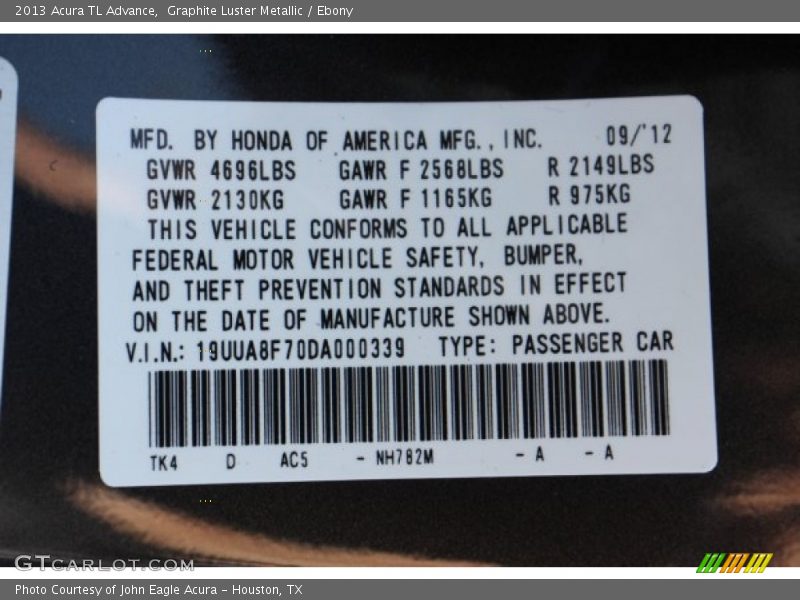 2013 Acura TL Advance,  Graphite Luster Metallic / Ebony
MFD. BY HONDA OF AMERICA MFG., INC. 09/'12
GVWR 4696LBS GAWR F 2568LBS R 2149LBS
GVWR 2130KG GAWR F 1165KG R 975KG
THIS VEHICLE CONFORMS TO ALL APPLICABLE
FEDERAL MOTOR VEHICLE SAFETY, BUMPER,
AND THEFT PREVENTION STANDARDS IN EFFECT
ON THE DATE OF MANUFACTURE SHOWN ABOVE.
V.I.N.: 19UUA8F70DA000339 TYPE: PASSENGER CAR
TK4 D AC5 - NH782M - A - A
GTCARLOT.COM
Photo Courtesy of John Eagle Acura - Houston, TX